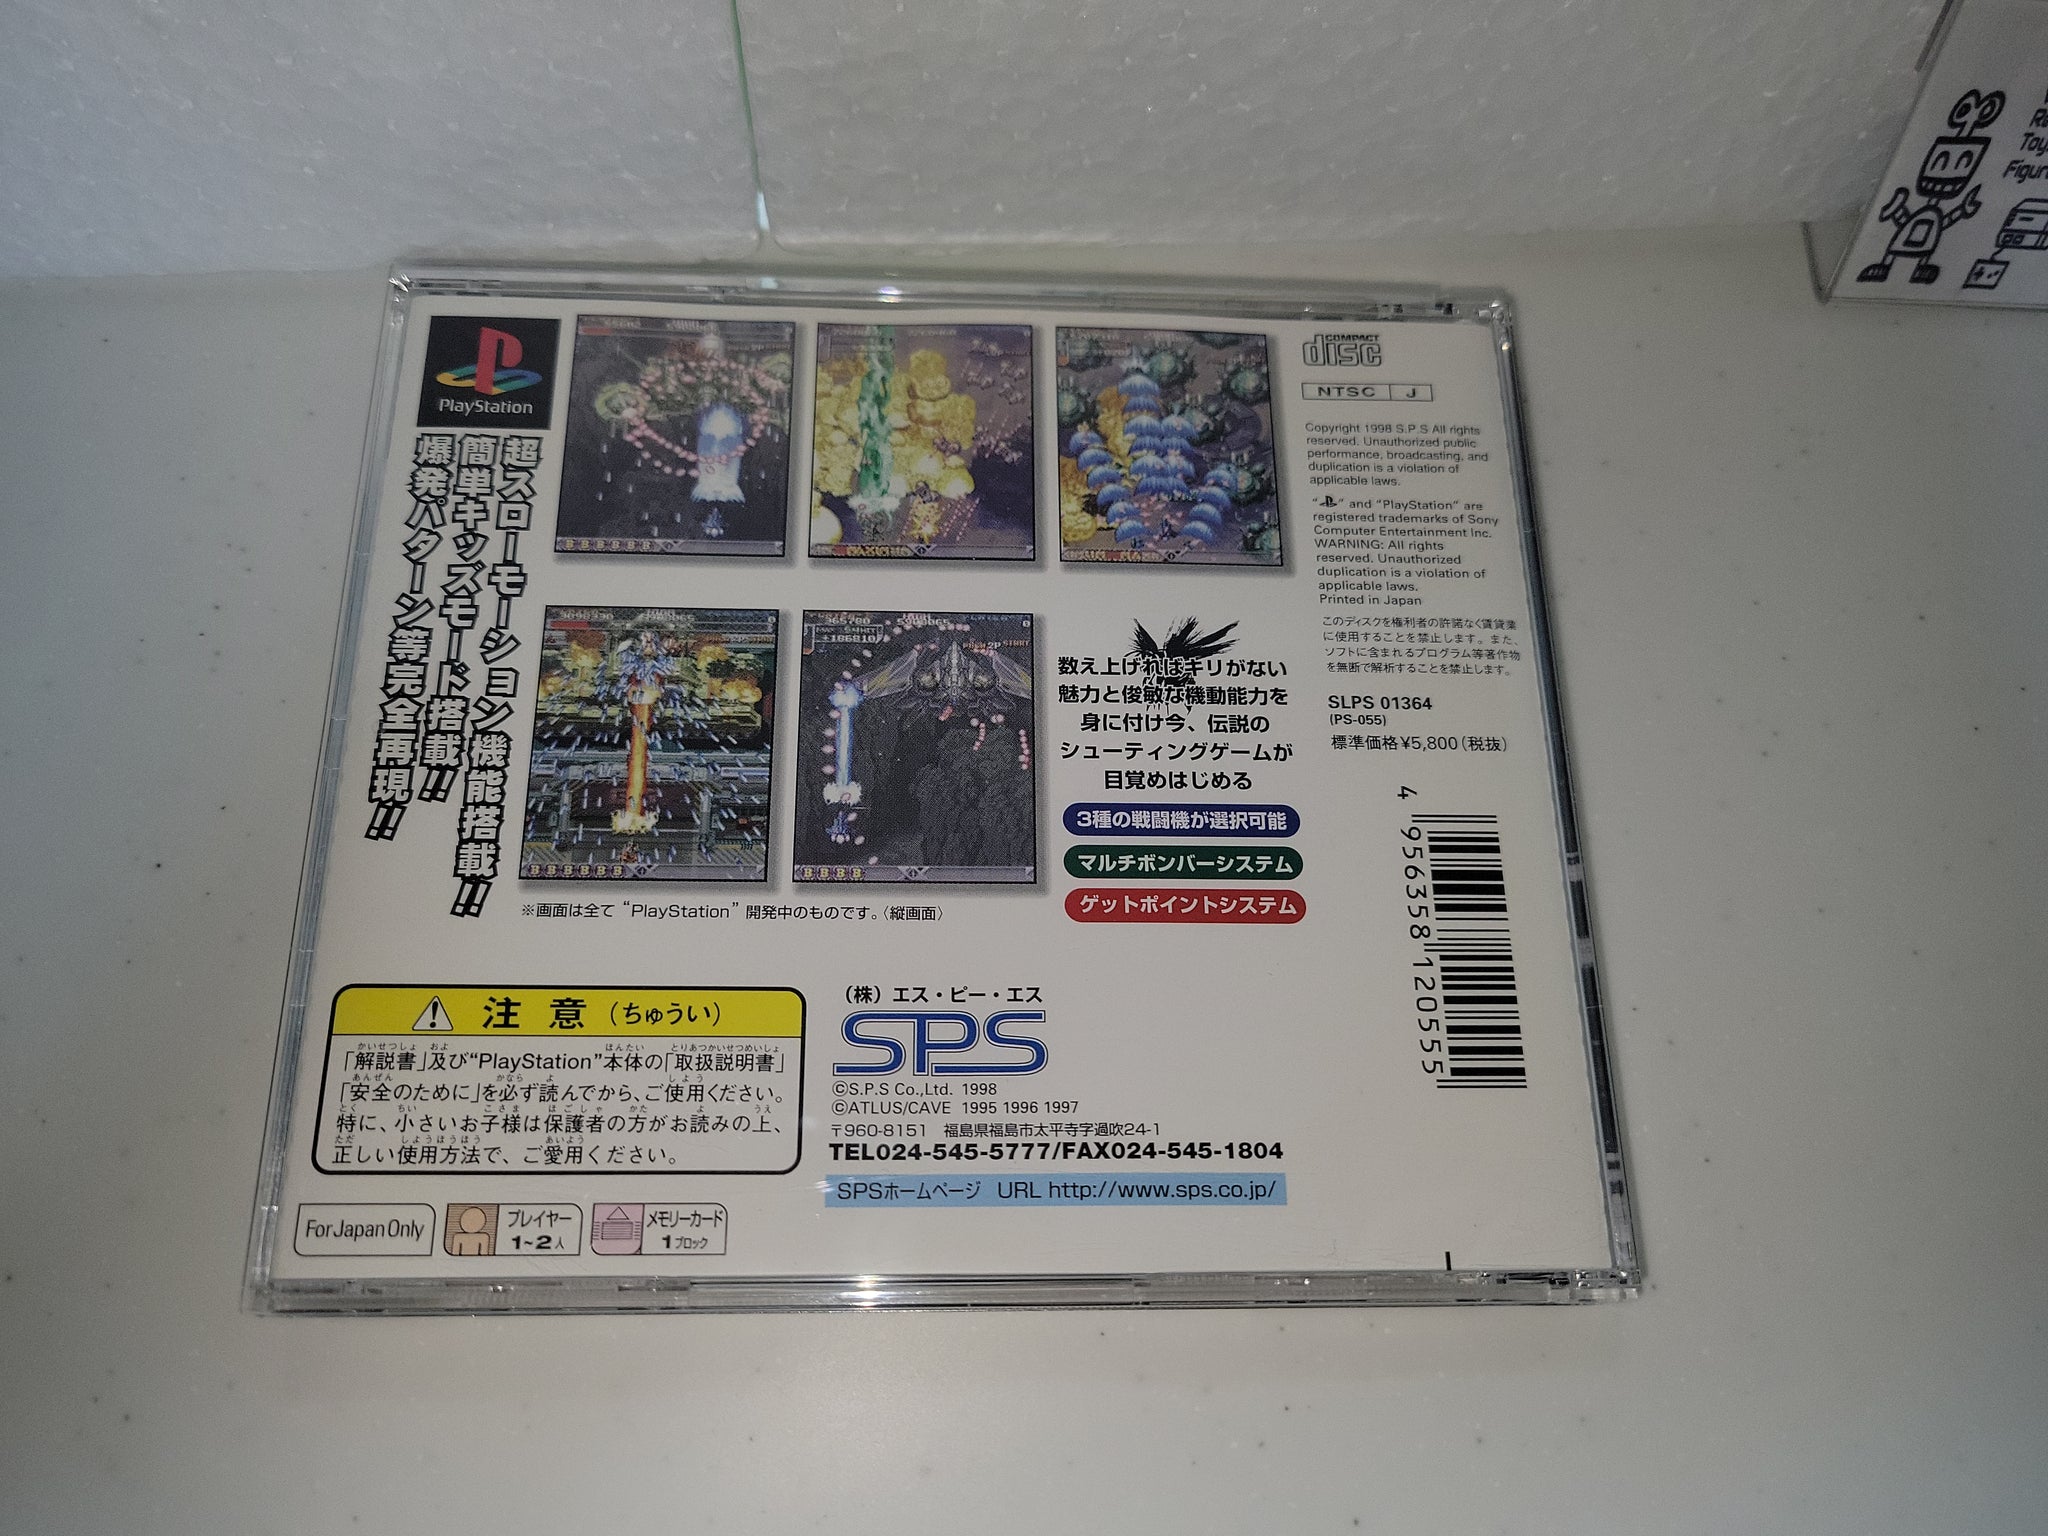 PlayStation
超スローモーション機能搭載!!
簡単キッズモード搭載!!
爆発パターン等完全再現!!
COMPACT
disc
NTSC J
Copyright 1998 S.P.S All rights
reserved. Unauthorized public
performance, broadcasting, and
duplication is a violation of
applicable laws.
" " and "PlayStation" are
registered trademarks of Sony
Computer Entertainment Inc.
WARNING: All rights
reserved. Unauthorized
duplication is a violation of
applicable laws.
Printed in Japan
このディスクを権利者の許諾なく賃貸業
に使用することを禁止します。また、
ソフトに含まれるプログラム等著作物
を無断で解析することを禁止します。
SLPS 01364
(PS-055)
標準価格¥5,800(税抜)
4 956358 120555
数え上げればキリがない
魅力と俊敏な機動能力を
身に付け今、伝説の
シューティングゲームが
目覚めはじめる
3種の戦闘機が選択可能
マルチボンバーシステム
ゲットポイントシステム
※画面は全て“PlayStation”開発中のものです。〈縦画面〉
注意(ちゅうい)
「解説書」及び“PlayStation”本体の「取扱説明書」
「安全のために」を必ず読んでから、ご使用ください。
特に、小さいお子様は保護者の方がお読みの上、
正しい使用方法で、ご愛用ください。
(株)エス・ピー・エス
SPS
©S.P.S Co.,Ltd. 1998
©ATLUS/CAVE 1995 1996 1997
〒960-8151 福島県福島市太平寺字過吹24-1
TEL024-545-5777/FAX024-545-1804
SPSホームページ URL http://www.sps.co.jp/
For Japan Only
プレイヤー
1~2人
メモリーカード
1ブロック